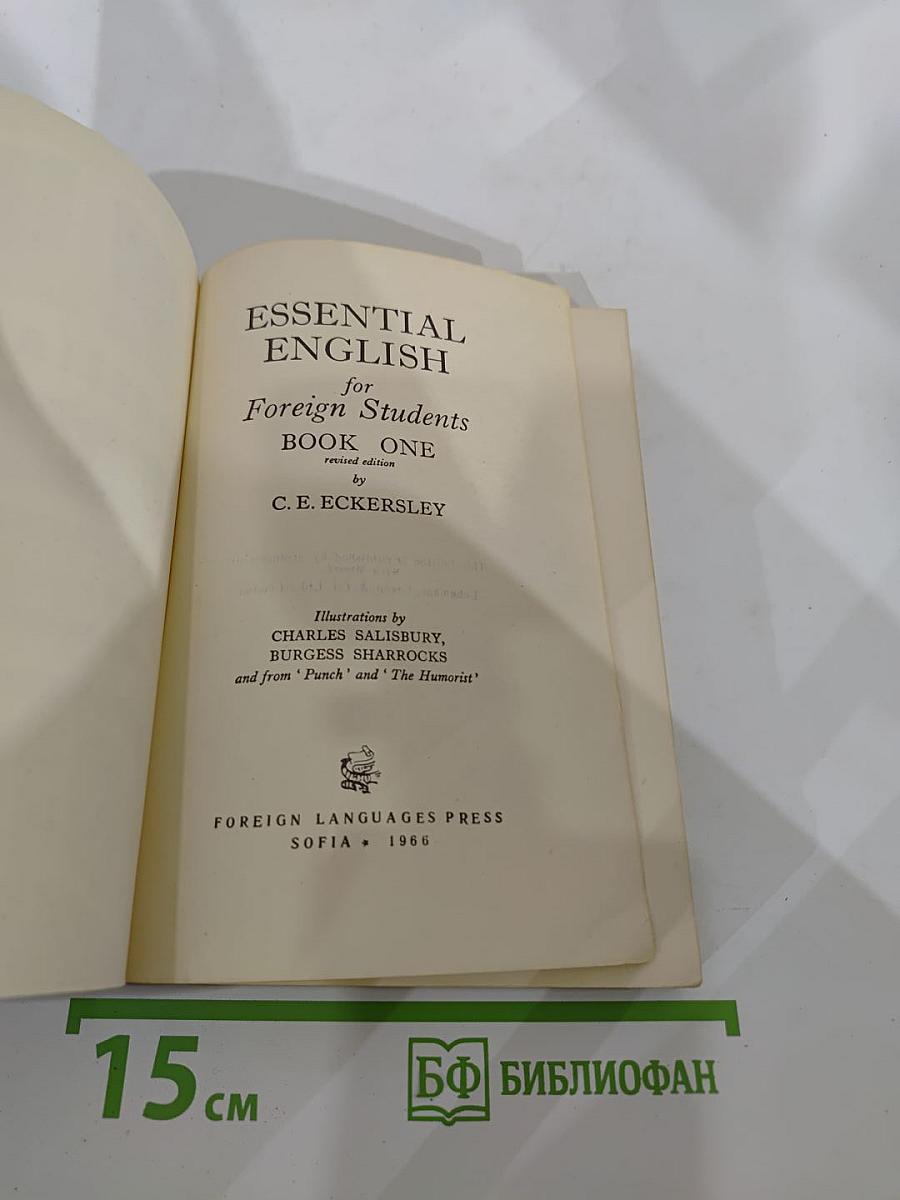 ESSENTIAL
ENGLISH
for
Foreign Students
BOOK ONE
revised edition
by
C. E. ECKERSLEY
Illustrations by
CHARLES SALISBURY,
BURGESS SHARROCKS
and from ‘Punch’ and ‘The Humorist’
FOREIGN LANGUAGES PRESS
SOFIA * 1966
15 см
БФ БИБЛИОФАН